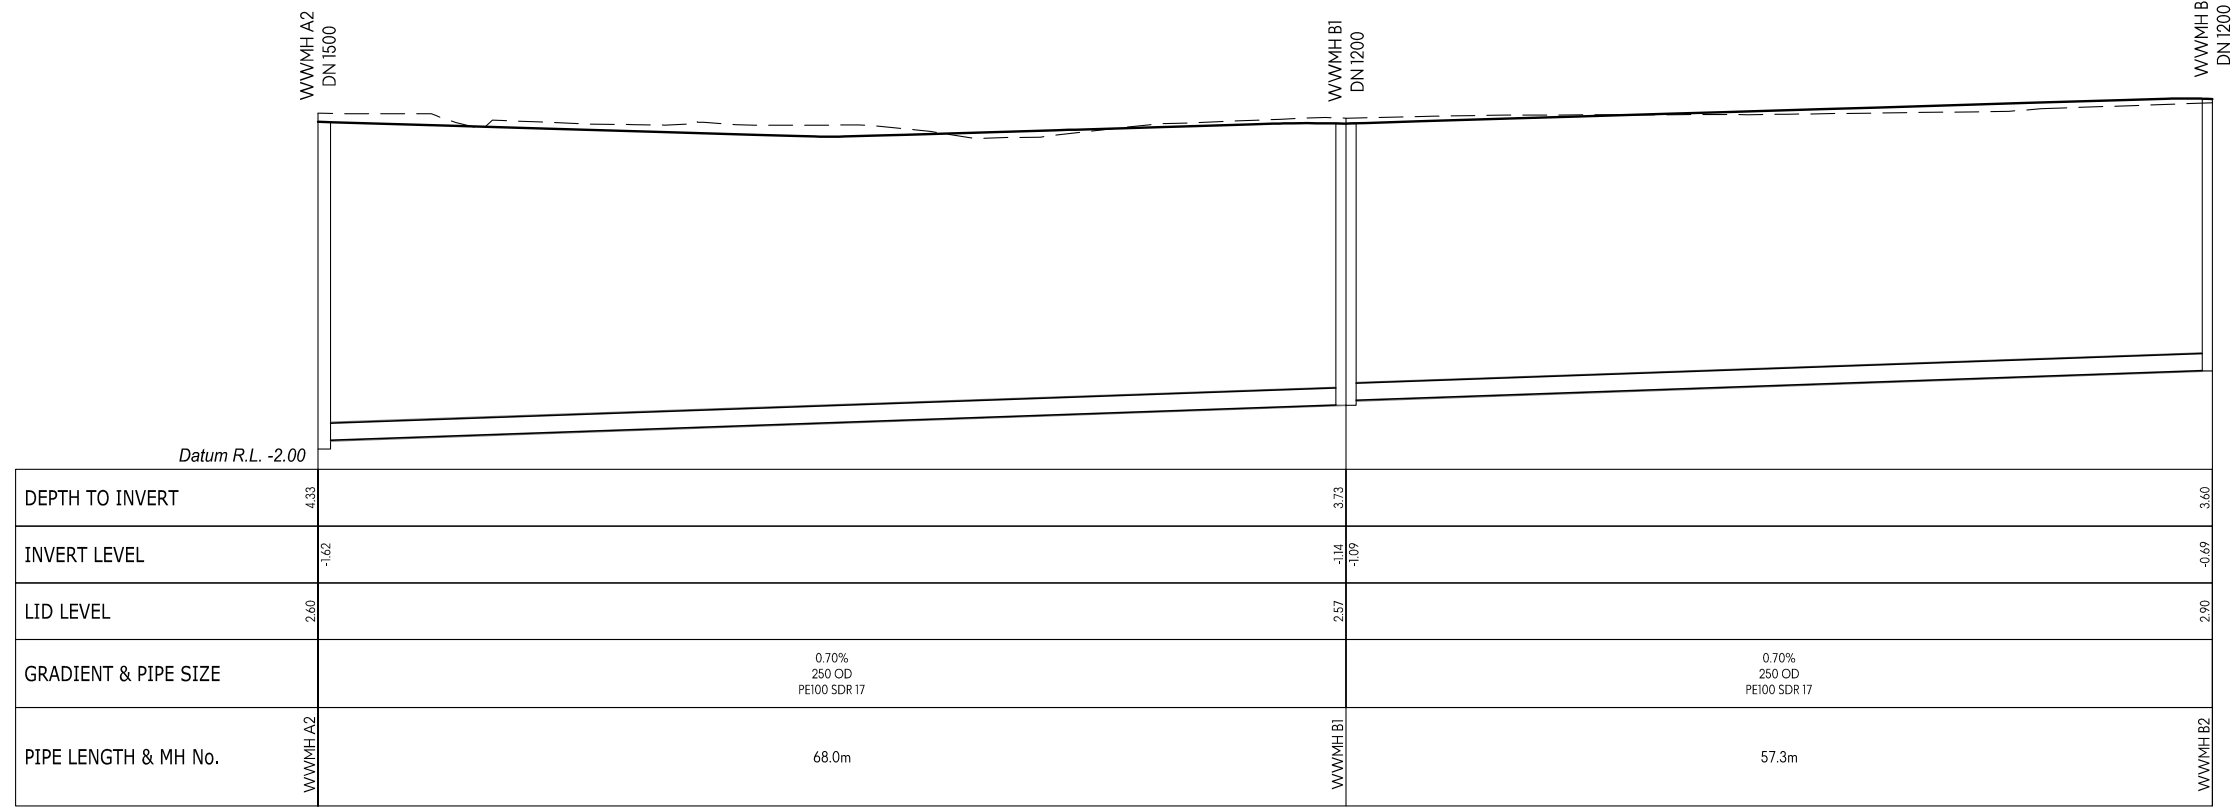 WWMH A2
DN 1500
WWMH B1
DN 1200
WWMH B
DN 1200
Datum R.L. -2.00
DEPTH TO INVERT 4.33 3.73 3.60
INVERT LEVEL -1.62 -1.14 -1.09 -0.69
LID LEVEL 2.60 2.57 2.90
GRADIENT & PIPE SIZE
0.70%
250 OD
PE100 SDR 17
0.70%
250 OD
PE100 SDR 17
PIPE LENGTH & MH No. WWMH A2 68.0m WWMH B1 57.3m WWMH B2